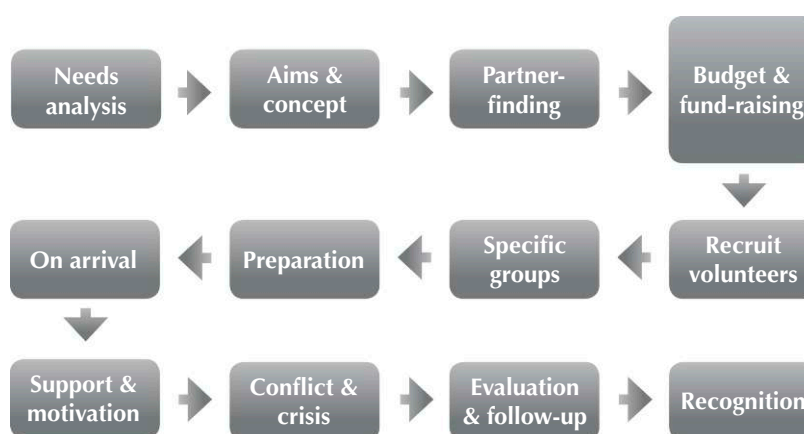 Needs
analysis
Aims &
concept
Partner-
finding
Budget &
fund-raising
Recruit
volunteers
Specific
groups
Preparation
On arrival
Support &
motivation
Conflict &
crisis
Evaluation
& follow-up
Recognition